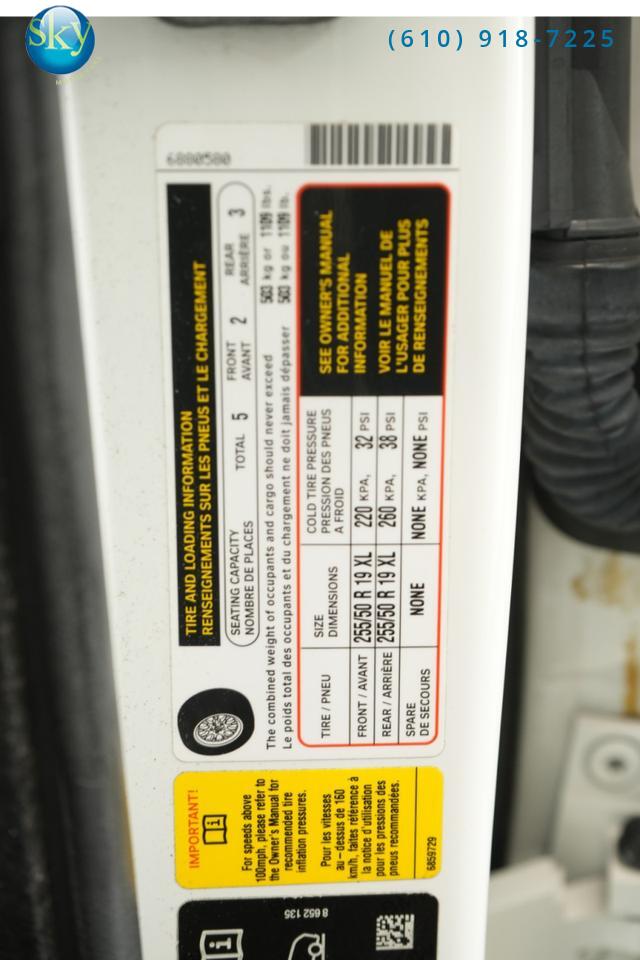 sky
(610) 918-7225
6880580
TIRE AND LOADING INFORMATION
RENSEIGNEMENTS SUR LES PNEUS ET LE CHARGEMENT
SEATING CAPACITY
NOMBRE DE PLACES
TOTAL 5
FRONT
AVANT
2
REAR
ARRIÈRE
3
The combined weight of occupants and cargo should never exceed 503 kg or 1109 lbs.
Le poids total des occupants et du chargement ne doit jamais dépasser 503 kg ou 1109 lb.
TIRE / PNEU
SIZE
DIMENSIONS
COLD TIRE PRESSURE
PRESSION DES PNEUS
A FROID
FRONT / AVANT 255/50 R 19 XL 220 KPA, 32 PSI
REAR / ARRIÈRE 255/50 R 19 XL 260 KPA, 38 PSI
SPARE
DE SECOURS
NONE NONE KPA, NONE PSI
SEE OWNER'S MANUAL
FOR ADDITIONAL
INFORMATION
VOIR LE MANUEL DE
L'USAGER POUR PLUS
DE RENSEIGNEMENTS
IMPORTANT!
For speeds above
100mph, please refer to
the Owner's Manual for
recommended tire
inflation pressures.
Pour les vitesses
au-dessus de 160
km/h, faites référence à
la notice d'utilisation
pour les pressions des
pneus recommandées.
6859729
8 652 135